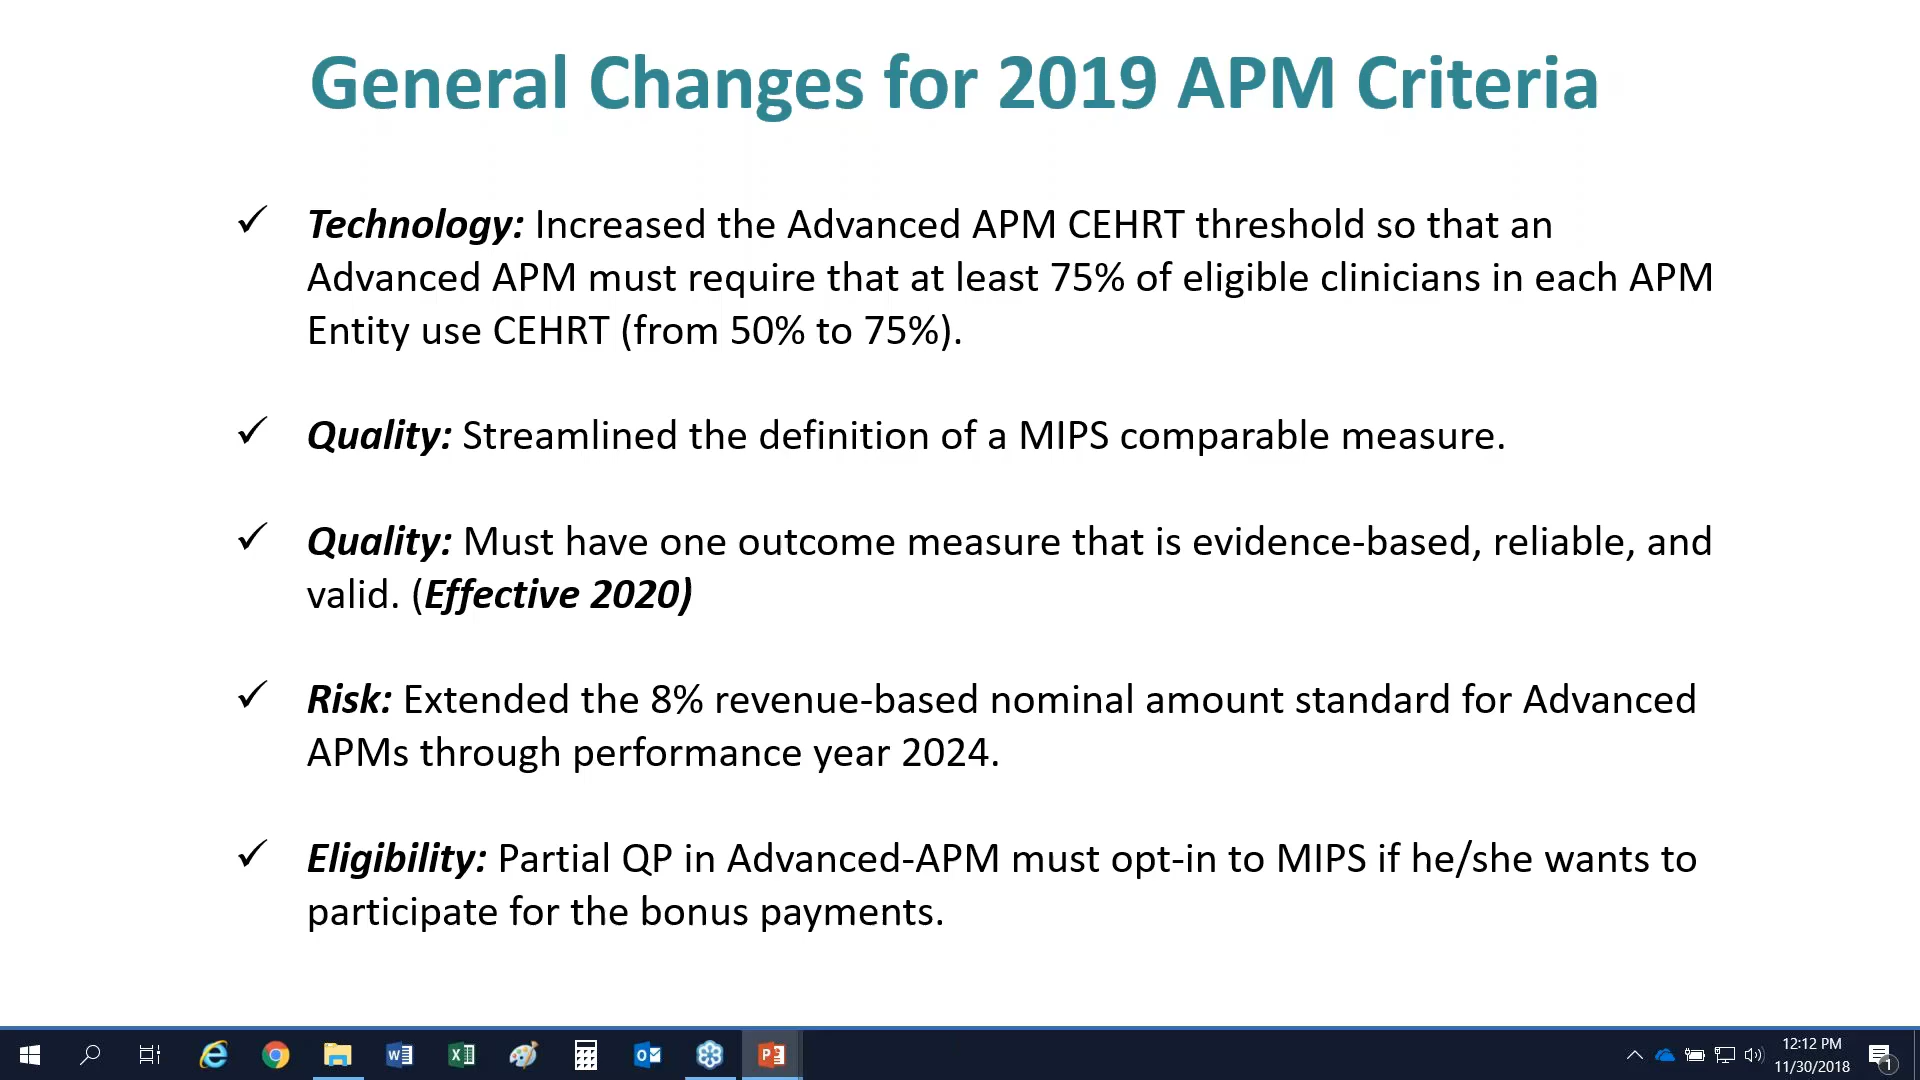 General Changes for 2019 APM Criteria
✓ Technology: Increased the Advanced APM CEHRT threshold so that an
Advanced APM must require that at least 75% of eligible clinicians in each APM
Entity use CEHRT (from 50% to 75%).
✓ Quality: Streamlined the definition of a MIPS comparable measure.
✓ Quality: Must have one outcome measure that is evidence-based, reliable, and
valid. (Effective 2020)
✓ Risk: Extended the 8% revenue-based nominal amount standard for Advanced
APMs through performance year 2024.
✓ Eligibility: Partial QP in Advanced-APM must opt-in to MIPS if he/she wants to
participate for the bonus payments.
12:12 PM
11/30/2018
1